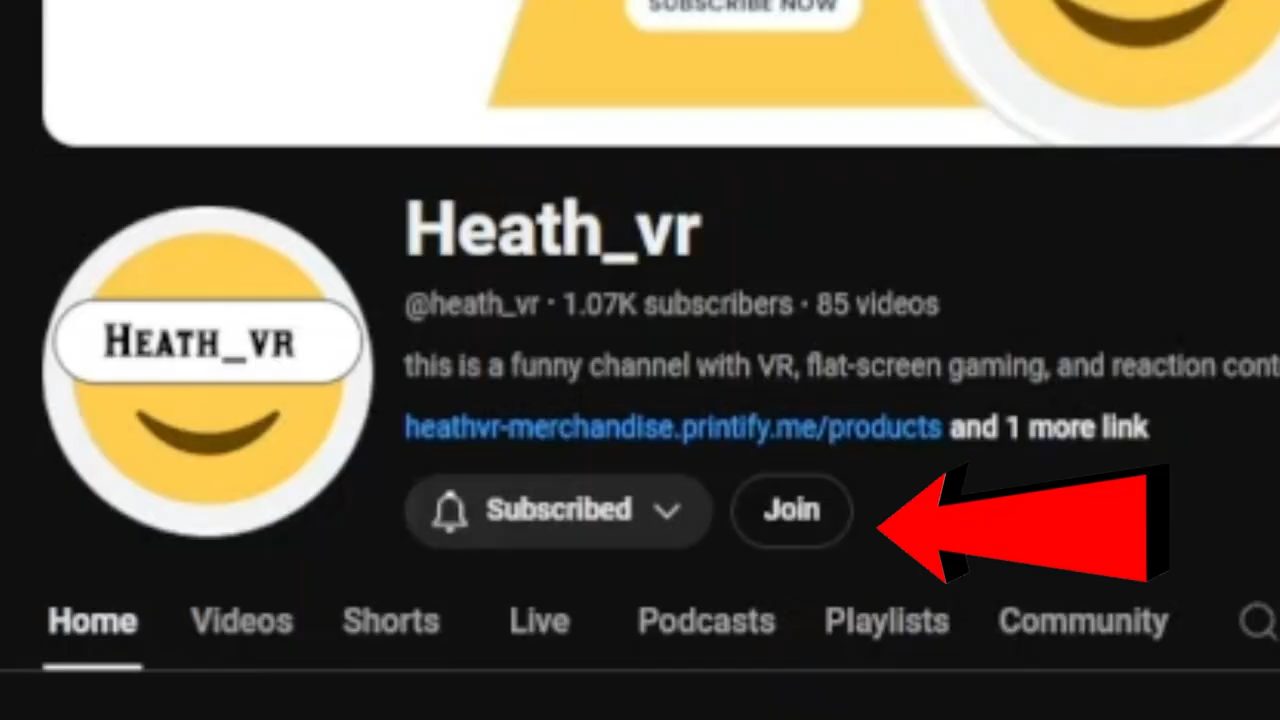 SUBSCRIBE NOW
Heath_vr
HEATH_VR
@heath_vr · 1.07K subscribers · 85 videos
this is a funny channel with VR, flat-screen gaming, and reaction cont
heathvr-merchandise.printify.me/products and 1 more link
Subscribed
Join
Home Videos Shorts Live Podcasts Playlists Community